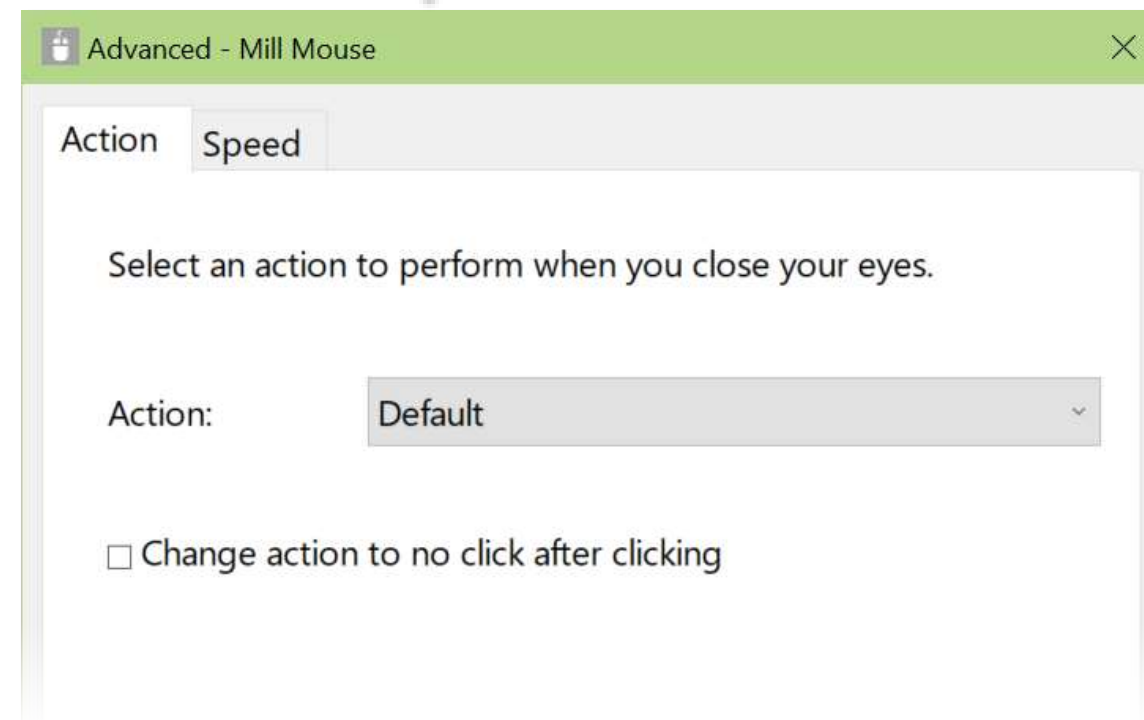 Advanced - Mill Mouse
Action
Speed
Select an action to perform when you close your eyes.
Action:
Default
Change action to no click after clicking